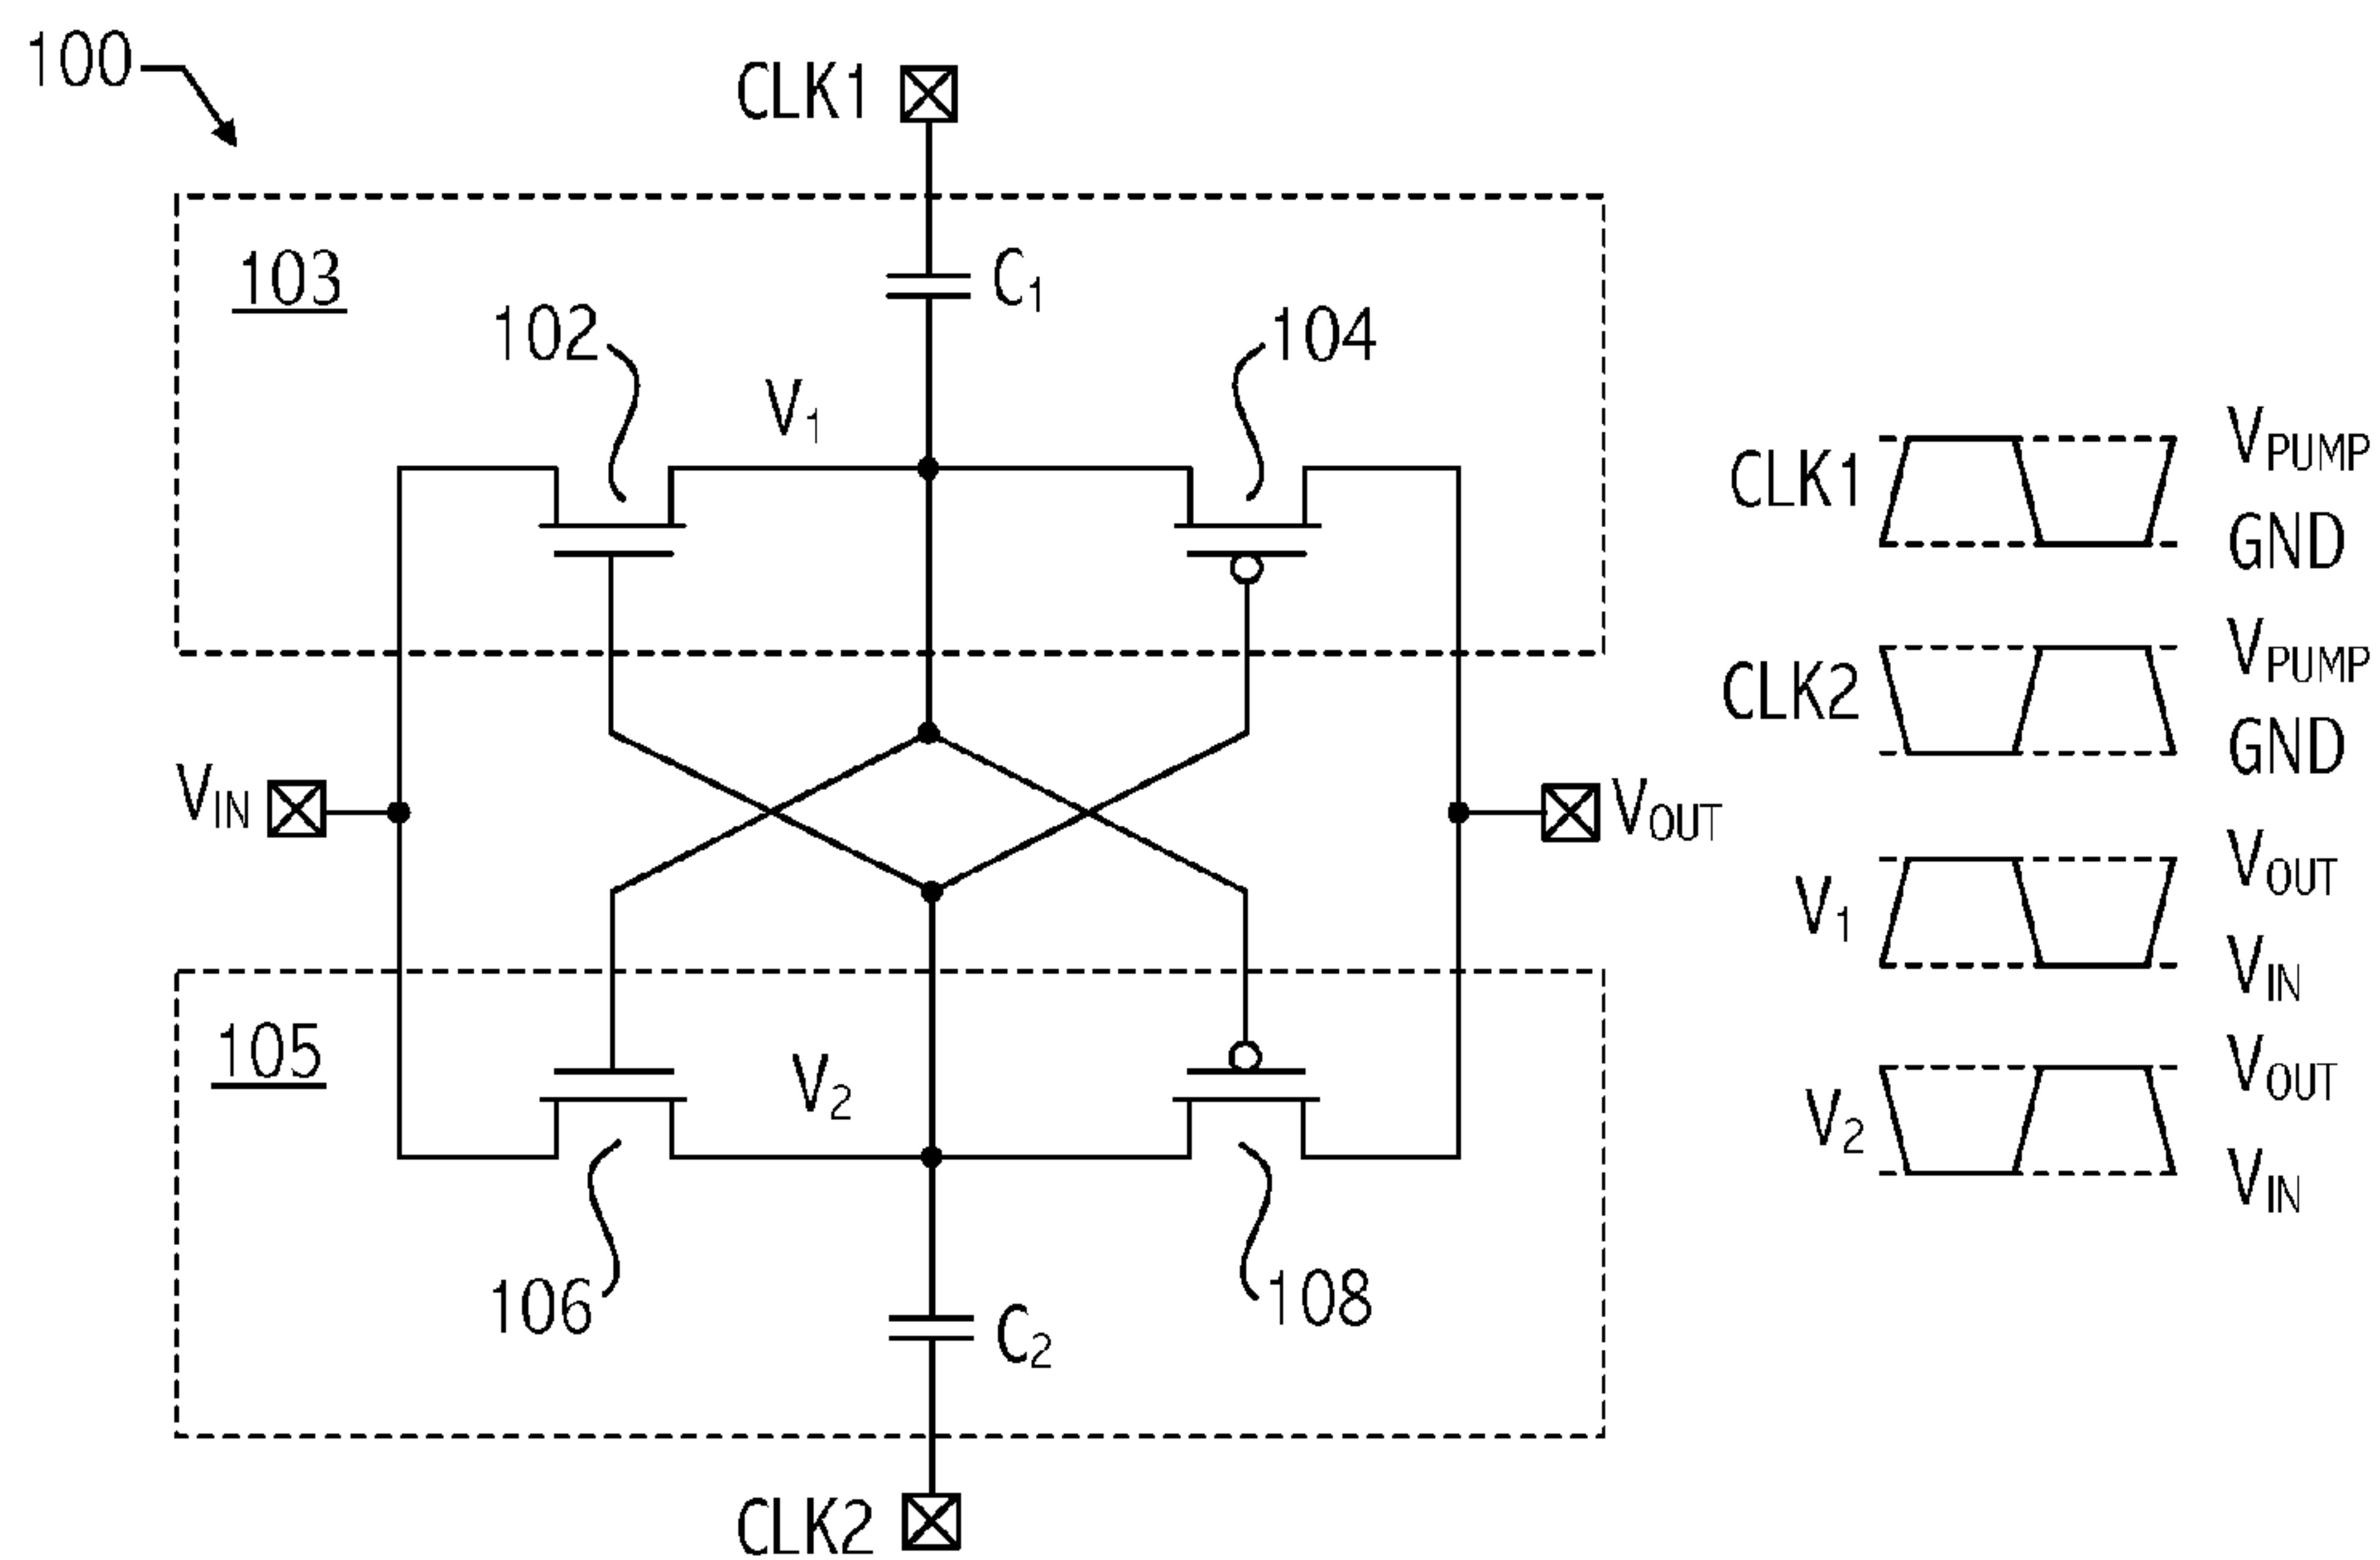 100
CLK1
103
C1
102
104
V1
VPUMP
CLK1
GND
VPUMP
CLK2
GND
VIN
VOUT
VOUT
V1
VIN
105
V2
VOUT
V2
VIN
106
108
C2
CLK2